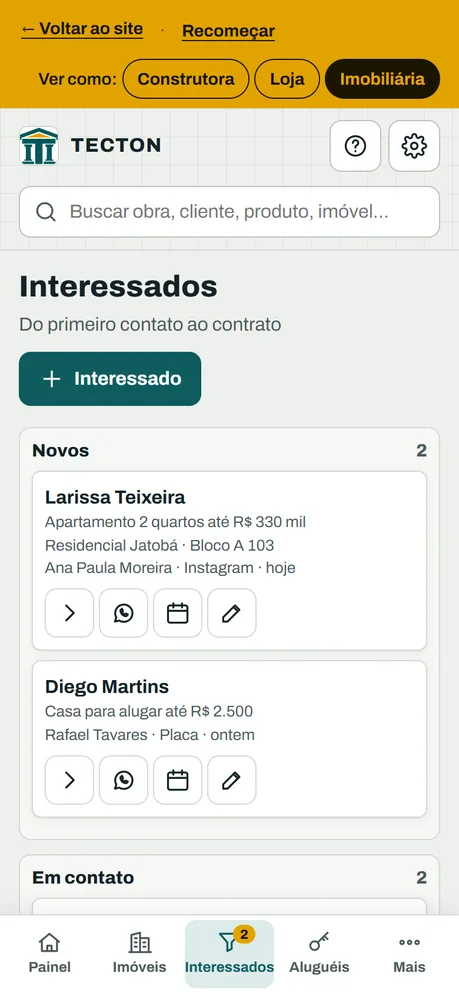 ← Voltar ao site · Recomeçar
Ver como: Construtora Loja Imobiliária
TECTON
Buscar obra, cliente, produto, imóvel...
Interessados
Do primeiro contato ao contrato
+ Interessado
Novos 2
Larissa Teixeira
Apartamento 2 quartos até R$ 330 mil
Residencial Jatobá · Bloco A 103
Ana Paula Moreira · Instagram · hoje
Diego Martins
Casa para alugar até R$ 2.500
Rafael Tavares · Placa · ontem
Em contato 2
2
Painel Imóveis Interessados Aluguéis Mais